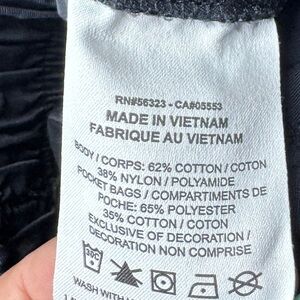 RN#56323 - CA#05553
MADE IN VIETNAM
FABRIQUE AU VIETNAM
BODY / CORPS: 62% COTTON / COTON
38% NYLON / POLYAMIDE
POCKET BAGS / COMPARTIMENTS DE
POCHE: 65% POLYESTER
35% COTTON / COTON
EXCLUSIVE OF DECORATION /
DECORATION NON COMPRISE
WASH WITH